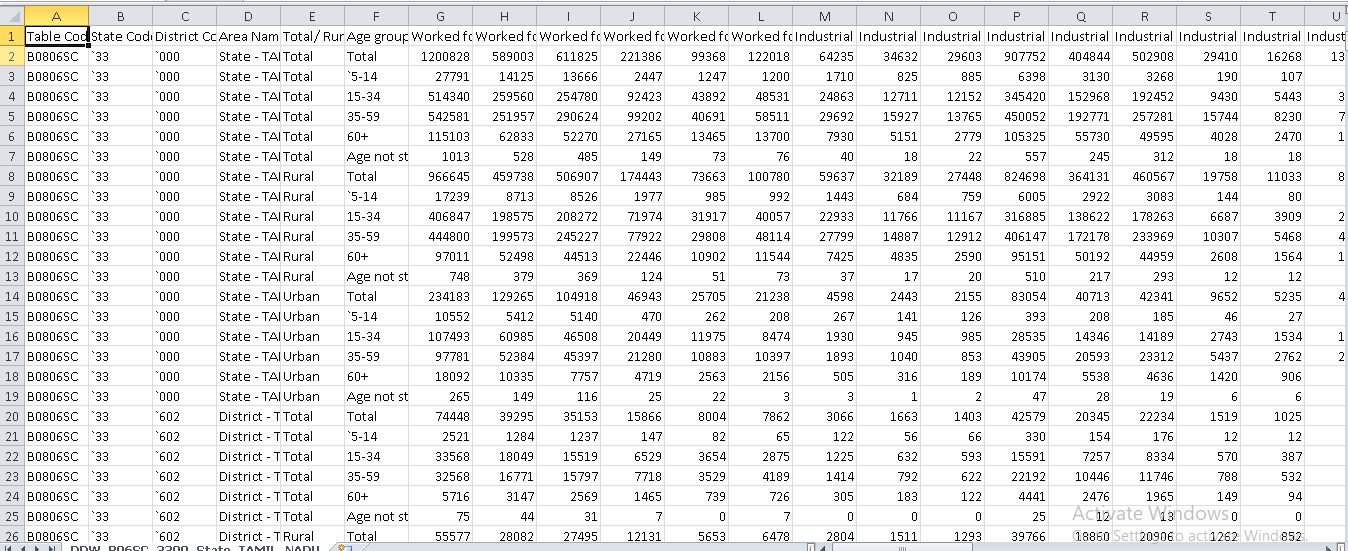 A B C D E F G H I J K L M N O P Q R S T U
1 Table Cod State Cod District Co Area Nam Total/ Rur Age group Worked fo Worked fo Worked fo Worked fo Worked fo Worked fo Industrial Industrial Industrial Industrial Industrial Industrial Industrial Industrial Indust
2 B0806SC `33 `000 State - TAI Total Total 1200828 589003 611825 221386 99368 122018 64235 34632 29603 907752 404844 502908 29410 16268 13
3 B0806SC `33 `000 State - TAI Total `5-14 27791 14125 13666 2447 1247 1200 1710 825 885 6398 3130 3268 190 107
4 B0806SC `33 `000 State - TAI Total 15-34 514340 259560 254780 92423 43892 48531 24863 12711 12152 345420 152968 192452 9430 5443 3
5 B0806SC `33 `000 State - TAI Total 35-59 542581 251957 290624 99202 40691 58511 29692 15927 13765 450052 192771 257281 15744 8230 7
6 B0806SC `33 `000 State - TAI Total 60+ 115103 62833 52270 27165 13465 13700 7930 5151 2779 105325 55730 49595 4028 2470 1
7 B0806SC `33 `000 State - TAI Total Age not st 1013 528 485 149 73 76 40 18 22 557 245 312 18 18
8 B0806SC `33 `000 State - TAI Rural Total 966645 459738 506907 174443 73663 100780 59637 32189 27448 824698 364131 460567 19758 11033 8
9 B0806SC `33 `000 State - TAI Rural `5-14 17239 8713 8526 1977 985 992 1443 684 759 6005 2922 3083 144 80
10 B0806SC `33 `000 State - TAI Rural 15-34 406847 198575 208272 71974 31917 40057 22933 11766 11167 316885 138622 178263 6687 3909 2
11 B0806SC `33 `000 State - TAI Rural 35-59 444800 199573 245227 77922 29808 48114 27799 14887 12912 406147 172178 233969 10307 5468 4
12 B0806SC `33 `000 State - TAI Rural 60+ 97011 52498 44513 22446 10902 11544 7425 4835 2590 95151 50192 44959 2608 1564 1
13 B0806SC `33 `000 State - TAI Rural Age not st 748 379 369 124 51 73 37 17 20 510 217 293 12 12
14 B0806SC `33 `000 State - TAI Urban Total 234183 129265 104918 46943 25705 21238 4598 2443 2155 83054 40713 42341 9652 5235 4
15 B0806SC `33 `000 State - TAI Urban `5-14 10552 5412 5140 470 262 208 267 141 126 393 208 185 46 27
16 B0806SC `33 `000 State - TAI Urban 15-34 107493 60985 46508 20449 11975 8474 1930 945 985 28535 14346 14189 2743 1534 1
17 B0806SC `33 `000 State - TAI Urban 35-59 97781 52384 45397 21280 10883 10397 1893 1040 853 43905 20593 23312 5437 2762 2
18 B0806SC `33 `000 State - TAI Urban 60+ 18092 10335 7757 4719 2563 2156 505 316 189 10174 5538 4636 1420 906
19 B0806SC `33 `000 State - TAI Urban Age not st 265 149 116 25 22 3 3 1 2 47 28 19 6 6
20 B0806SC `33 `602 District - T Total Total 74448 39295 35153 15866 8004 7862 3066 1663 1403 42579 20345 22234 1519 1025
21 B0806SC `33 `602 District - T Total `5-14 2521 1284 1237 147 82 65 122 56 66 330 154 176 12 12
22 B0806SC `33 `602 District - T Total 15-34 33568 18049 15519 6529 3654 2875 1225 632 593 15591 7257 8334 570 387
23 B0806SC `33 `602 District - T Total 35-59 32568 16771 15797 7718 3529 4189 1414 792 622 22192 10446 11746 788 532
24 B0806SC `33 `602 District - T Total 60+ 5716 3147 2569 1465 739 726 305 183 122 4441 2476 1965 149 94
25 B0806SC `33 `602 District - T Total Age not st 75 44 31 7 0 7 0 0 0 25 12 13 0 0
Activate Windows
26 B0806SC `33 `602 District - T Rural Total 55577 28082 27495 12131 5653 6478 2804 1511 1293 39766 18860 20906 1262 852
Settings to activate Windows.
DDW_B06SC_3300_State_TAMIL_NADU